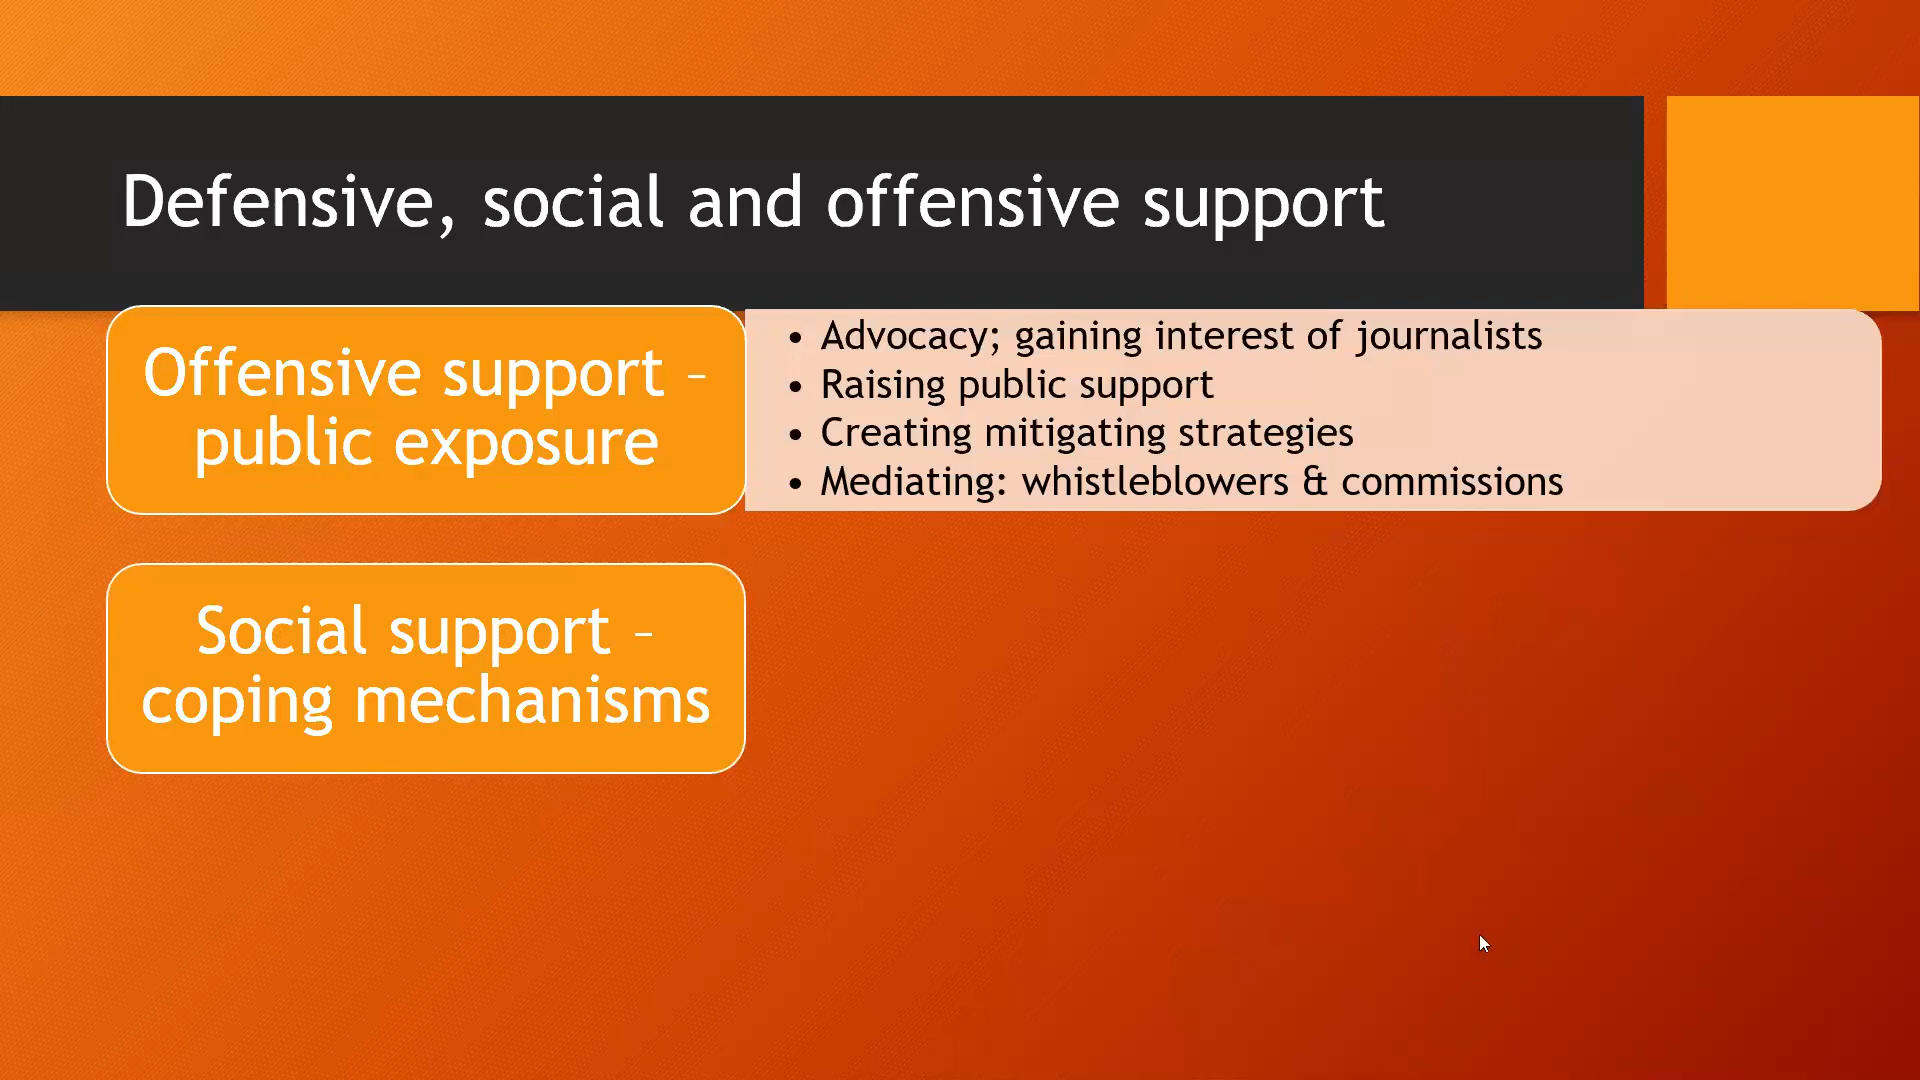 Defensive, social and offensive support
Offensive support –
public exposure
• Advocacy; gaining interest of journalists
• Raising public support
• Creating mitigating strategies
• Mediating: whistleblowers & commissions
Social support –
coping mechanisms